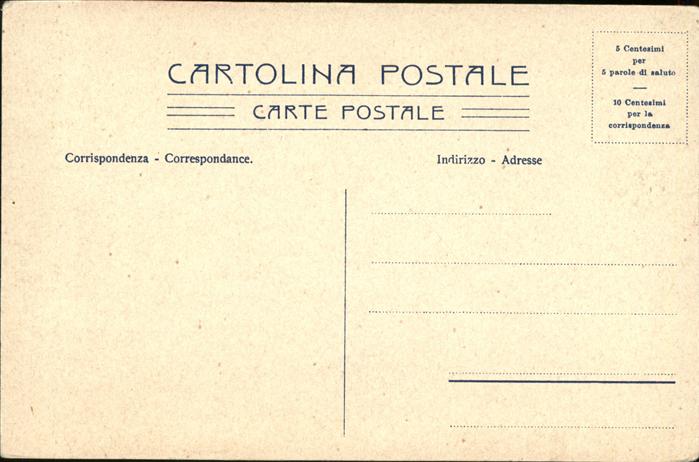 CARTOLINA POSTALE
CARTE POSTALE
5 Centesimi
per
5 parole di saluto
10 Centesimi
per la
corrispondenza
Corrispondenza - Correspondance.
Indirizzo - Adresse